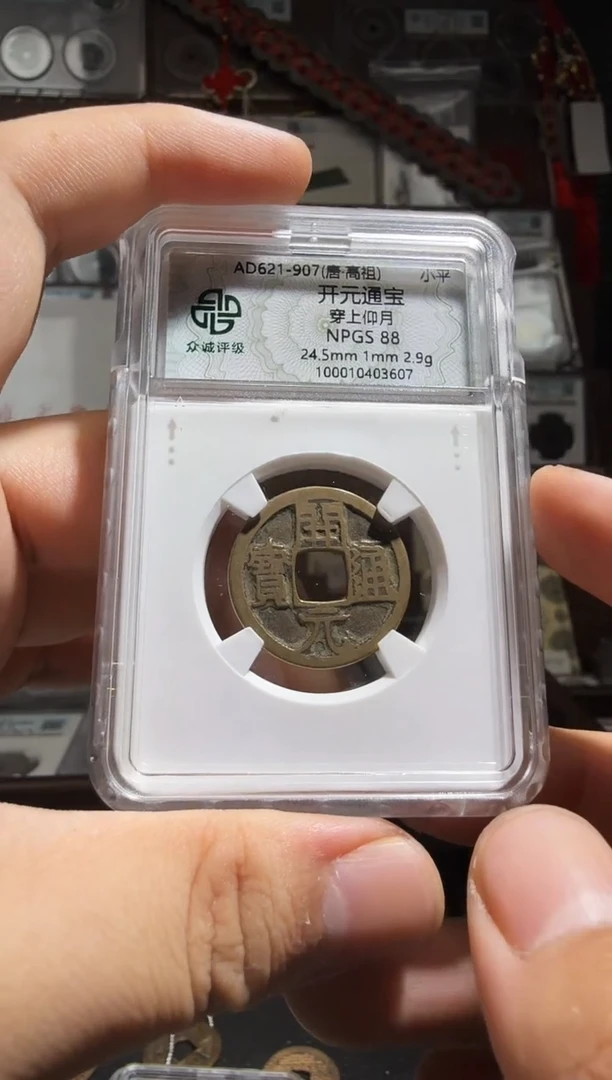 AD621-907(唐·高祖) 小平
开元通宝
穿上仰月
NPGS 88
24.5mm 1mm 2.9g
100010403607
众诚评级
開
元
通
寶